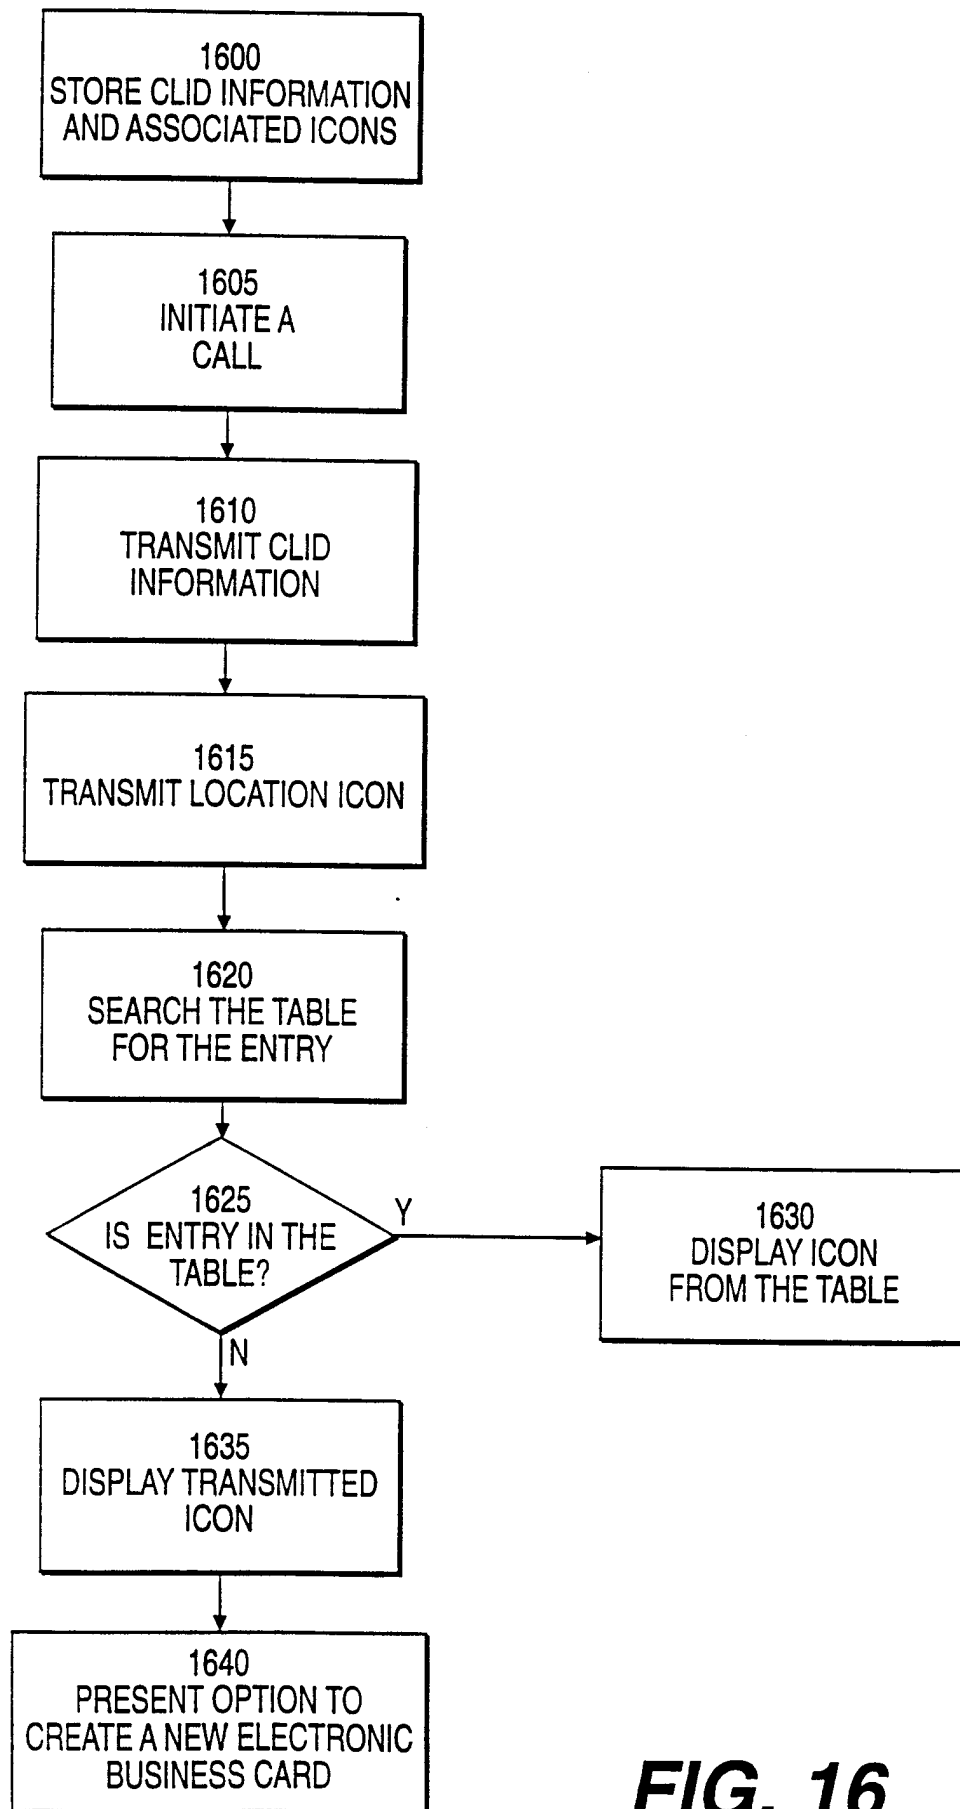 1600
STORE CLID INFORMATION
AND ASSOCIATED ICONS
1605
INITIATE A
CALL
1610
TRANSMIT CLID
INFORMATION
1615
TRANSMIT LOCATION ICON
1620
SEARCH THE TABLE
FOR THE ENTRY
1625
IS ENTRY IN THE
TABLE?
Y
1630
DISPLAY ICON
FROM THE TABLE
N
1635
DISPLAY TRANSMITTED
ICON
1640
PRESENT OPTION TO
CREATE A NEW ELECTRONIC
BUSINESS CARD
FIG. 16